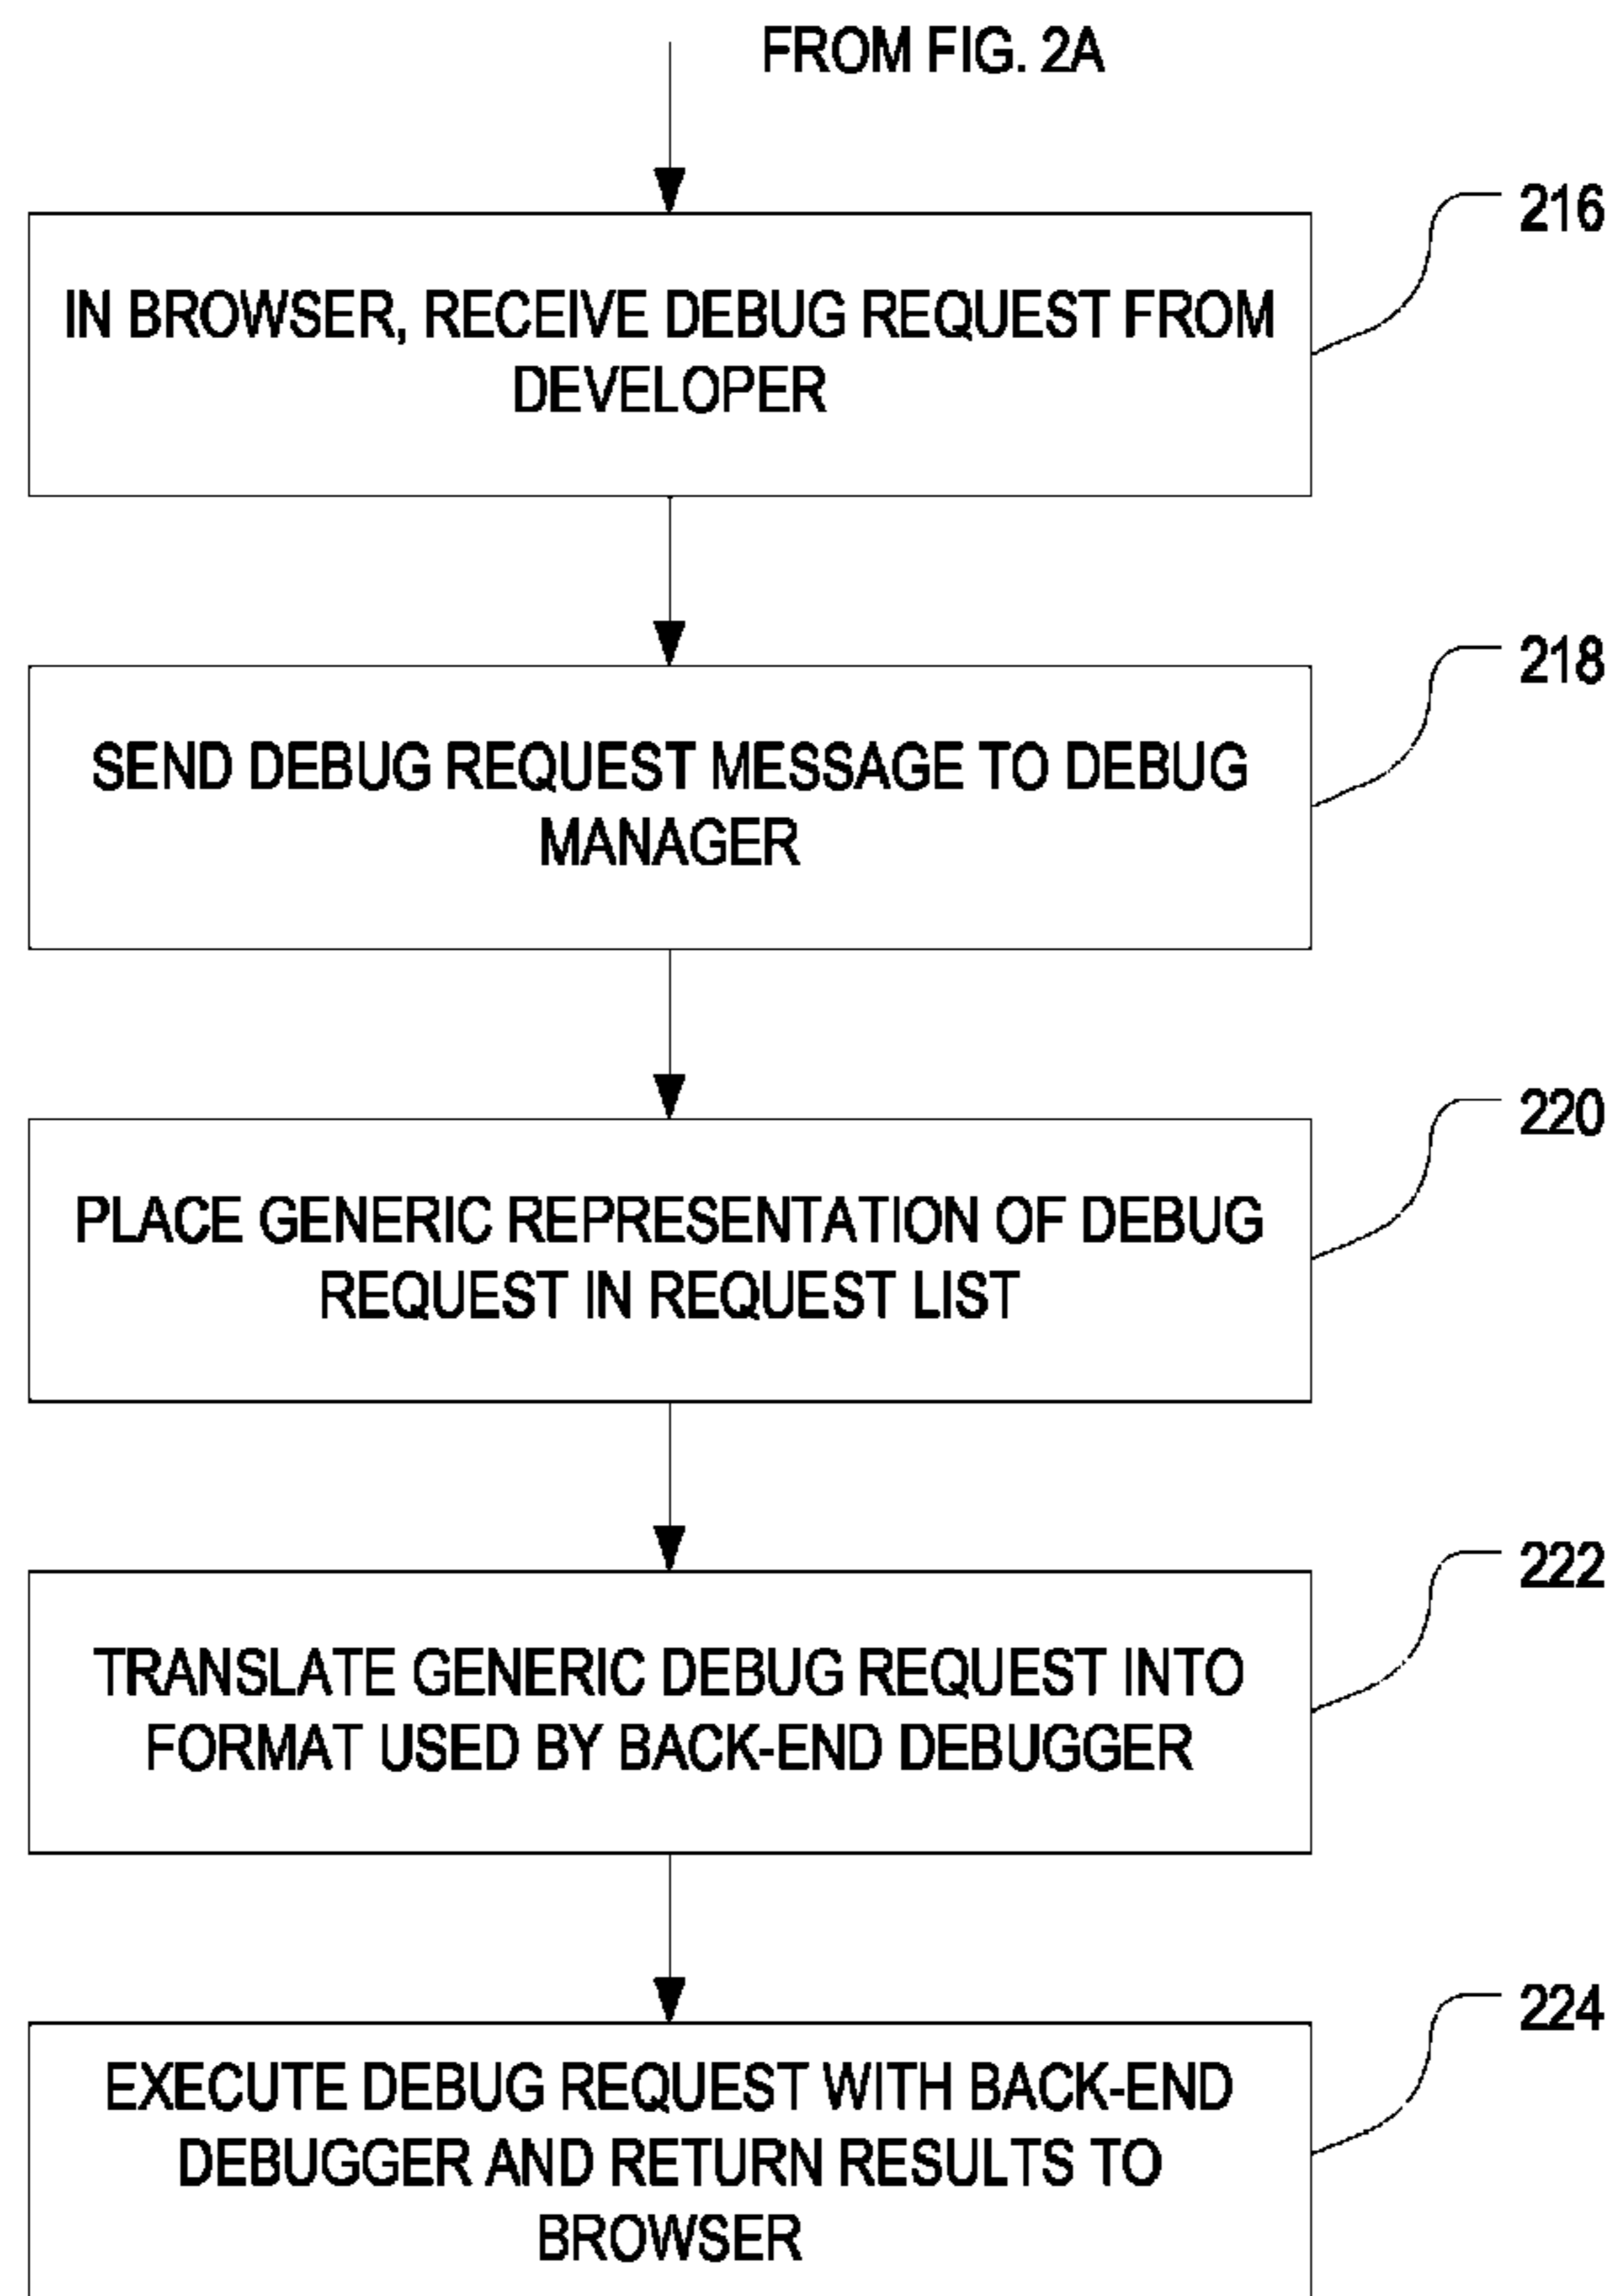 FROM FIG. 2A
216
IN BROWSER, RECEIVE DEBUG REQUEST FROM
DEVELOPER
218
SEND DEBUG REQUEST MESSAGE TO DEBUG
MANAGER
220
PLACE GENERIC REPRESENTATION OF DEBUG
REQUEST IN REQUEST LIST
222
TRANSLATE GENERIC DEBUG REQUEST INTO
FORMAT USED BY BACK-END DEBUGGER
224
EXECUTE DEBUG REQUEST WITH BACK-END
DEBUGGER AND RETURN RESULTS TO
BROWSER